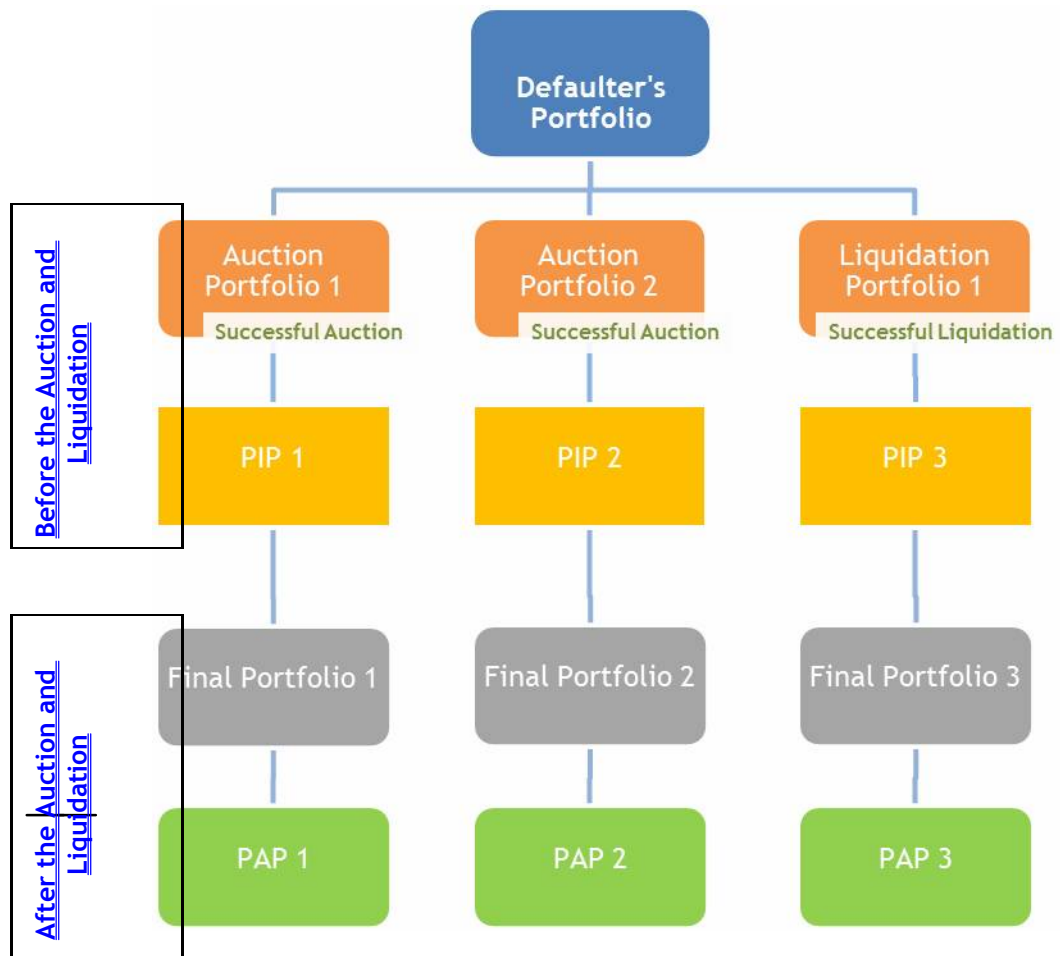 Defaulter's
Portfolio
Before the Auction and
Liquidation
Auction
Portfolio 1
Auction
Portfolio 2
Liquidation
Portfolio 1
Successful Auction
Successful Auction
Successful Liquidation
PIP 1
PIP 2
PIP 3
After the Auction and
Liquidation
Final Portfolio 1
Final Portfolio 2
Final Portfolio 3
PAP 1
PAP 2
PAP 3